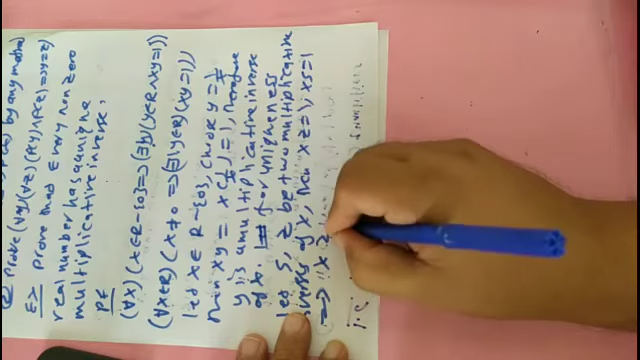 ② Prove (∀y)(∀z)(P(y)∧P(z)⇒y=z) by any method
Ex> Prove that Every non zero
real number has a unique
multiplicative inverse,
Pf
(∀x)(x∈R-{0}⇒(∃!y)(y∈R∧xy=1))
(∀x∈R)(x≠0⇒(∃!y∈R)(xy=1))
Let x∈R-{0}, choose y=1/x
Then xy = x(1/x)=1, Therefore
y is a multiplicative inverse
of x for uniqueness
Let s, z be two multiplicative
of x, then xz=1, xs=1
⇒ x